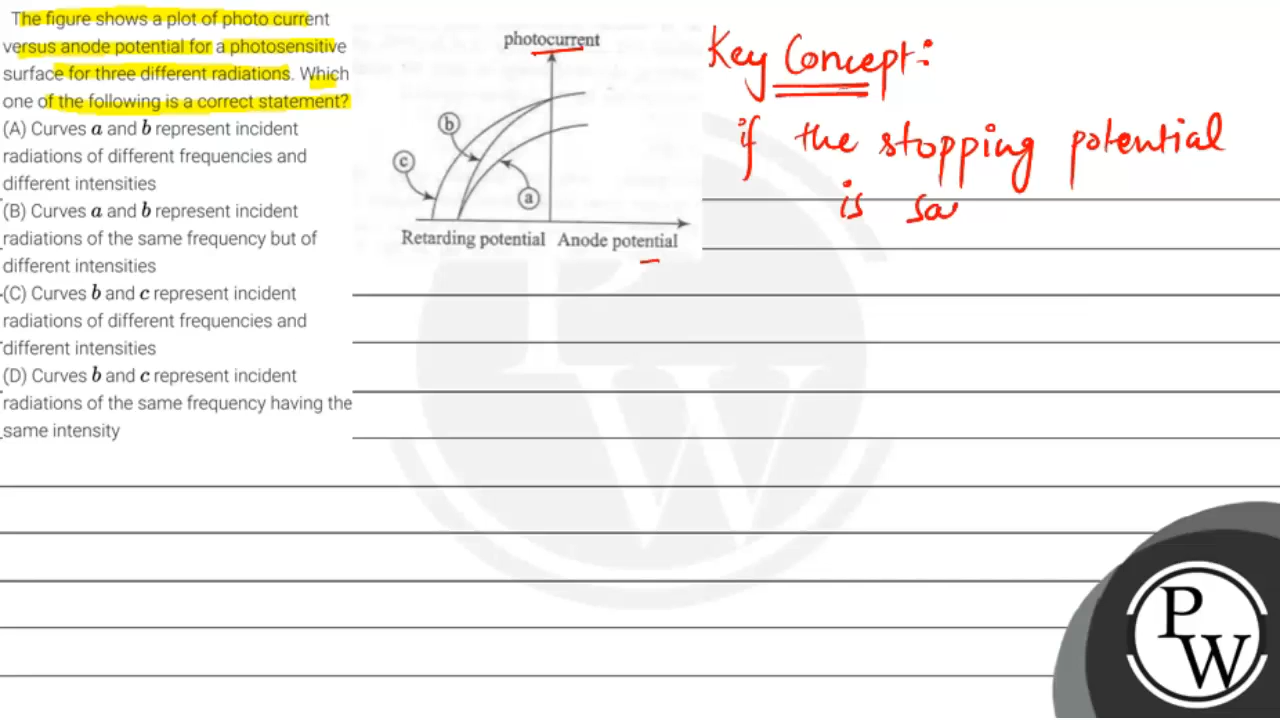 The figure shows a plot of photo current
versus anode potential for a photosensitive
surface for three different radiations. Which
one of the following is a correct statement?
(A) Curves a and b represent incident
radiations of different frequencies and
different intensities
(B) Curves a and b represent incident
radiations of the same frequency but of
different intensities
(C) Curves b and c represent incident
radiations of different frequencies and
different intensities
(D) Curves b and c represent incident
radiations of the same frequency having the
same intensity
photocurrent
b
c
a
Retarding potential Anode potential
Key Concept:
if the stopping potential
is sa
P
W
PW